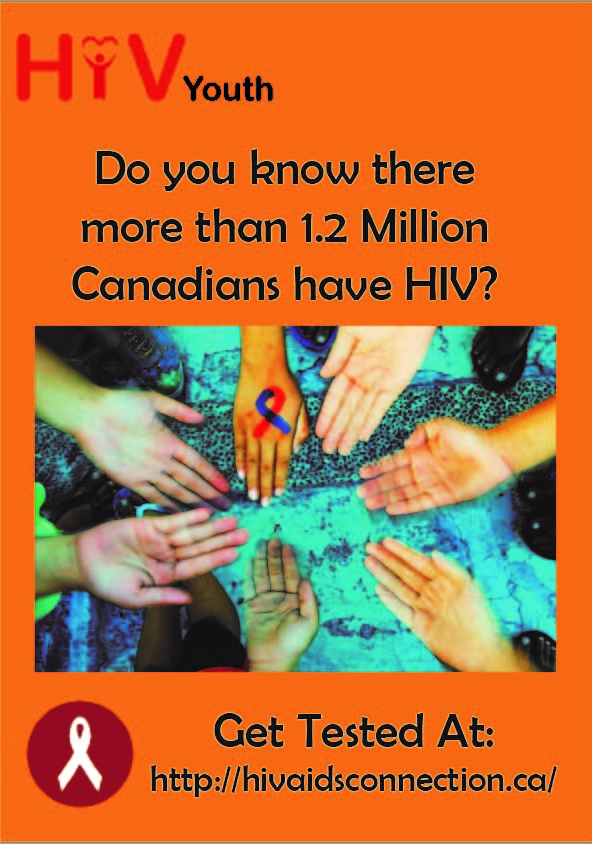 HiV Youth
Do you know there
more than 1.2 Million
Canadians have HIV?
Get Tested At:
http://hivaidsconnection.ca/